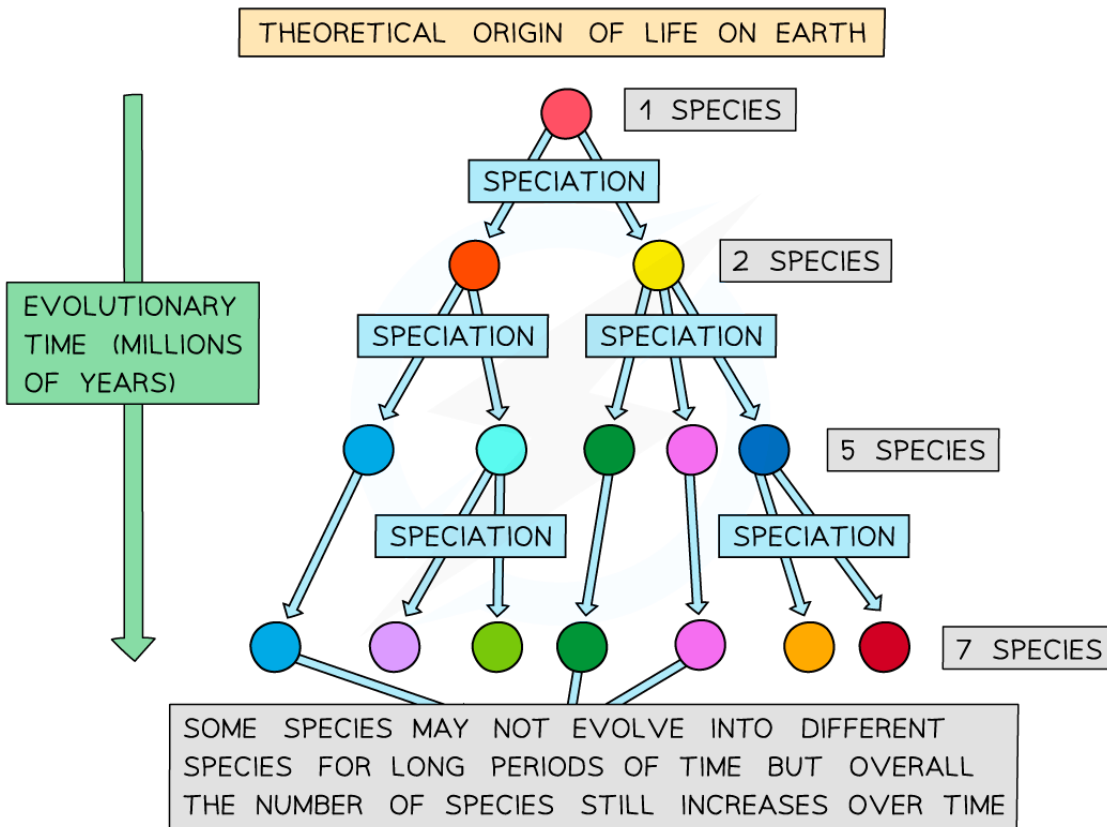 THEORETICAL ORIGIN OF LIFE ON EARTH
1 SPECIES
SPECIATION
2 SPECIES
EVOLUTIONARY
TIME (MILLIONS
OF YEARS)
SPECIATION
SPECIATION
5 SPECIES
SPECIATION
SPECIATION
7 SPECIES
SOME SPECIES MAY NOT EVOLVE INTO DIFFERENT
SPECIES FOR LONG PERIODS OF TIME BUT OVERALL
THE NUMBER OF SPECIES STILL INCREASES OVER TIME